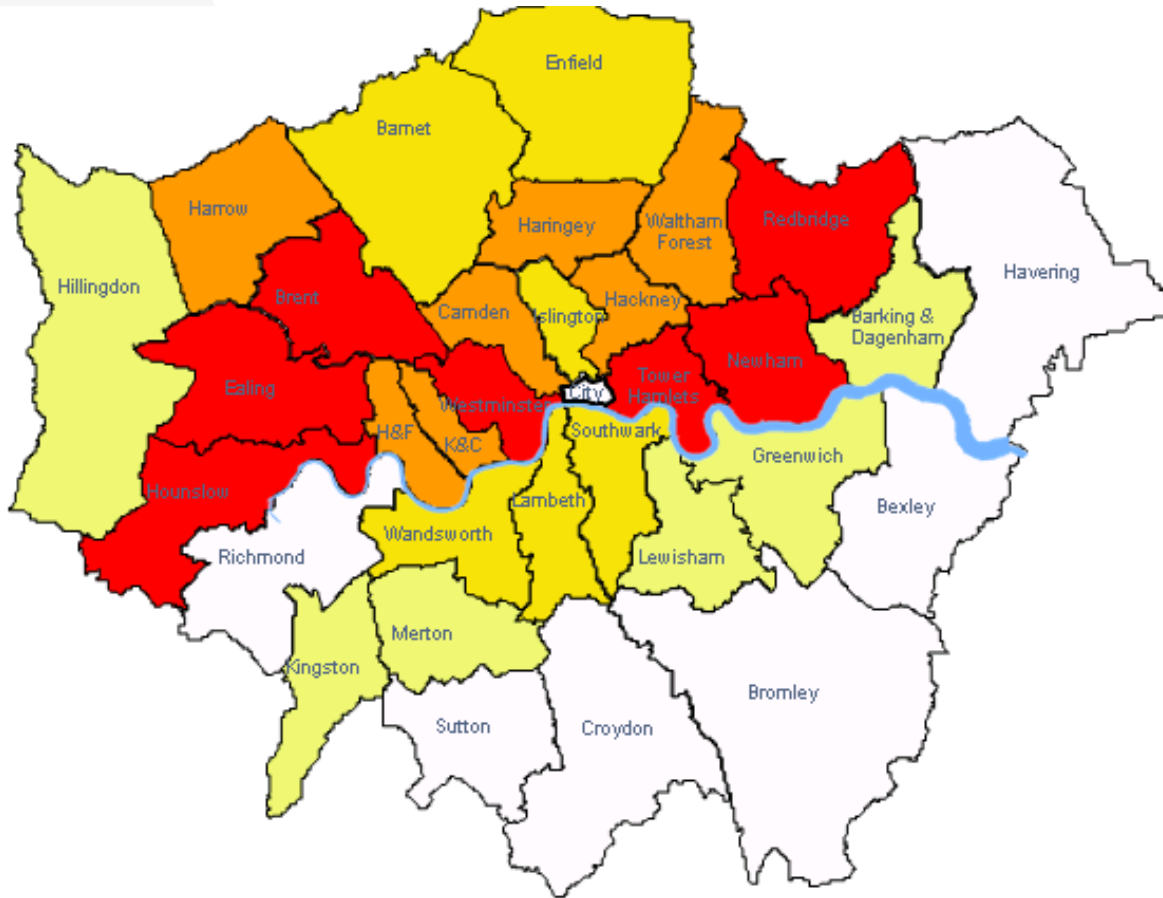 Enfield
Barnet
Harrow
Haringey
Waltham
Forest
Redbridge
Havering
Hillingdon
Brent
Camden
Islington
Hackney
Barking &
Dagenham
Ealing
Newham
Tower
Hamlets
City
Westminster
H&F
K&C
Southwark
Greenwich
Hounslow
Lambeth
Bexley
Wandsworth
Richmond
Lewisham
Merton
Kingston
Bromley
Sutton
Croydon